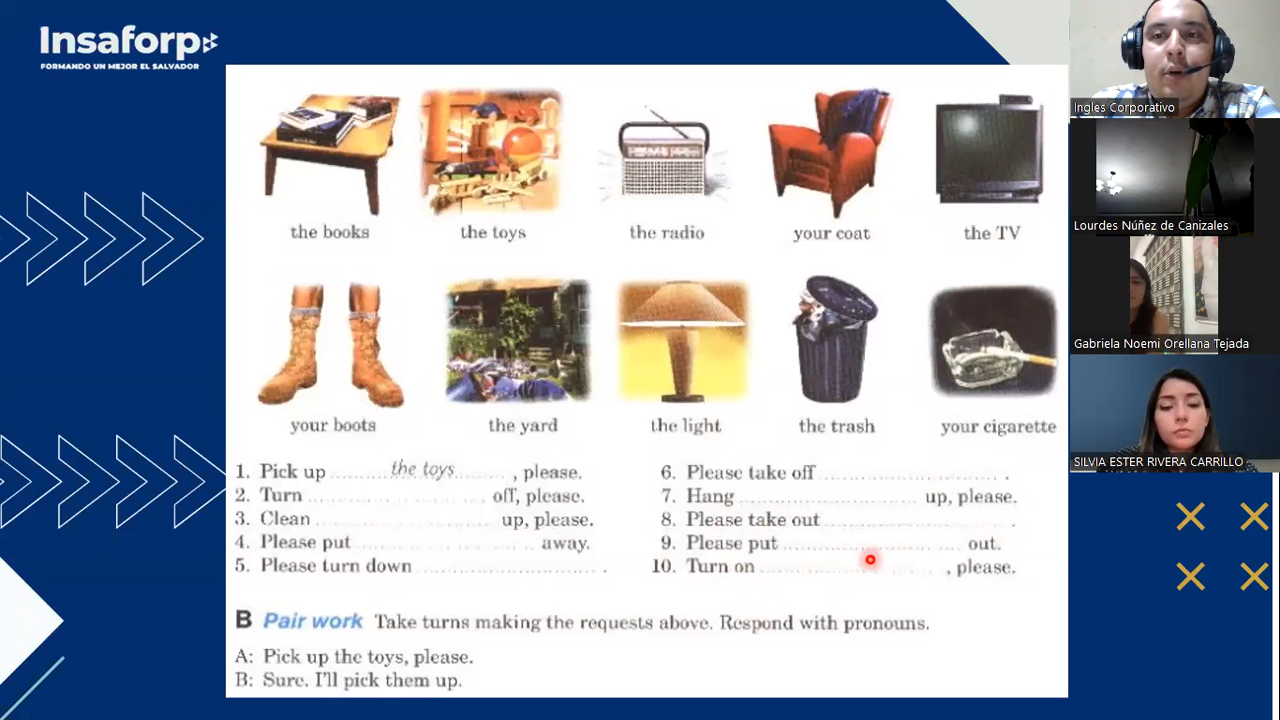 Insaforp
FORMANDO UN MEJOR EL SALVADOR
the books
the toys
the radio
your coat
the TV
your boots
the yard
the light
the trash
your cigarette
1. Pick up ........ the toys ........ , please.
2. Turn ........................ off, please.
3. Clean ........................ up, please.
4. Please put ........................ away.
5. Please turn down ........................ .
6. Please take off ........................ .
7. Hang ........................ up, please.
8. Please take out ........................ .
9. Please put ........................ out.
10. Turn on ........................ , please.
B Pair work Take turns making the requests above. Respond with pronouns.
A: Pick up the toys, please.
B: Sure. I'll pick them up.
Ingles Corporativo
Lourdes Núñez de Canizales
Gabriela Noemi Orellana Tejada
SILVIA ESTER RIVERA CARRILLO